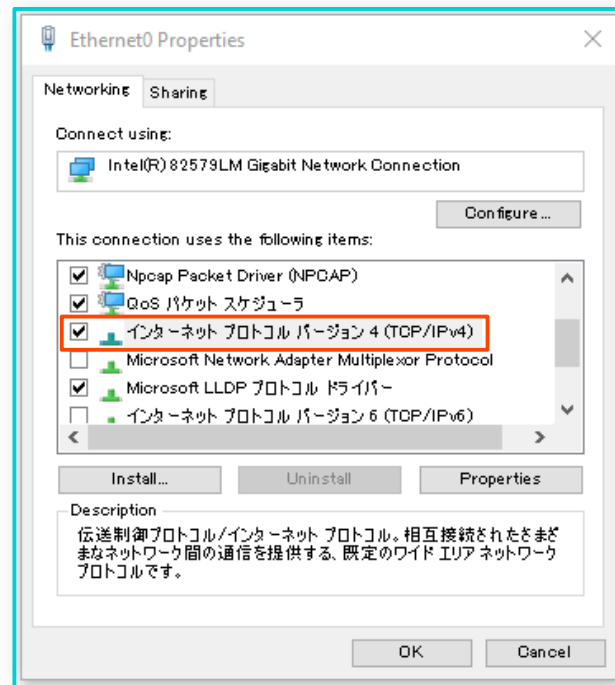 Ethernet0 Properties
Networking
Sharing
Connect using:
Intel(R) 82579LM Gigabit Network Connection
Configure...
This connection uses the following items:
Npcap Packet Driver (NPCAP)
QoS パケット スケジューラ
インターネット プロトコル バージョン 4 (TCP/IPv4)
Microsoft Network Adapter Multiplexor Protocol
Microsoft LLDP プロトコル ドライバー
インターネット プロトコル バージョン 6 (TCP/IPv6)
Install...
Uninstall
Properties
Description
伝送制御プロトコル/インターネット プロトコル。相互接続されたさまざ
まなネットワーク間の通信を提供する、既定のワイド エリア ネットワーク
プロトコルです。
OK
Cancel